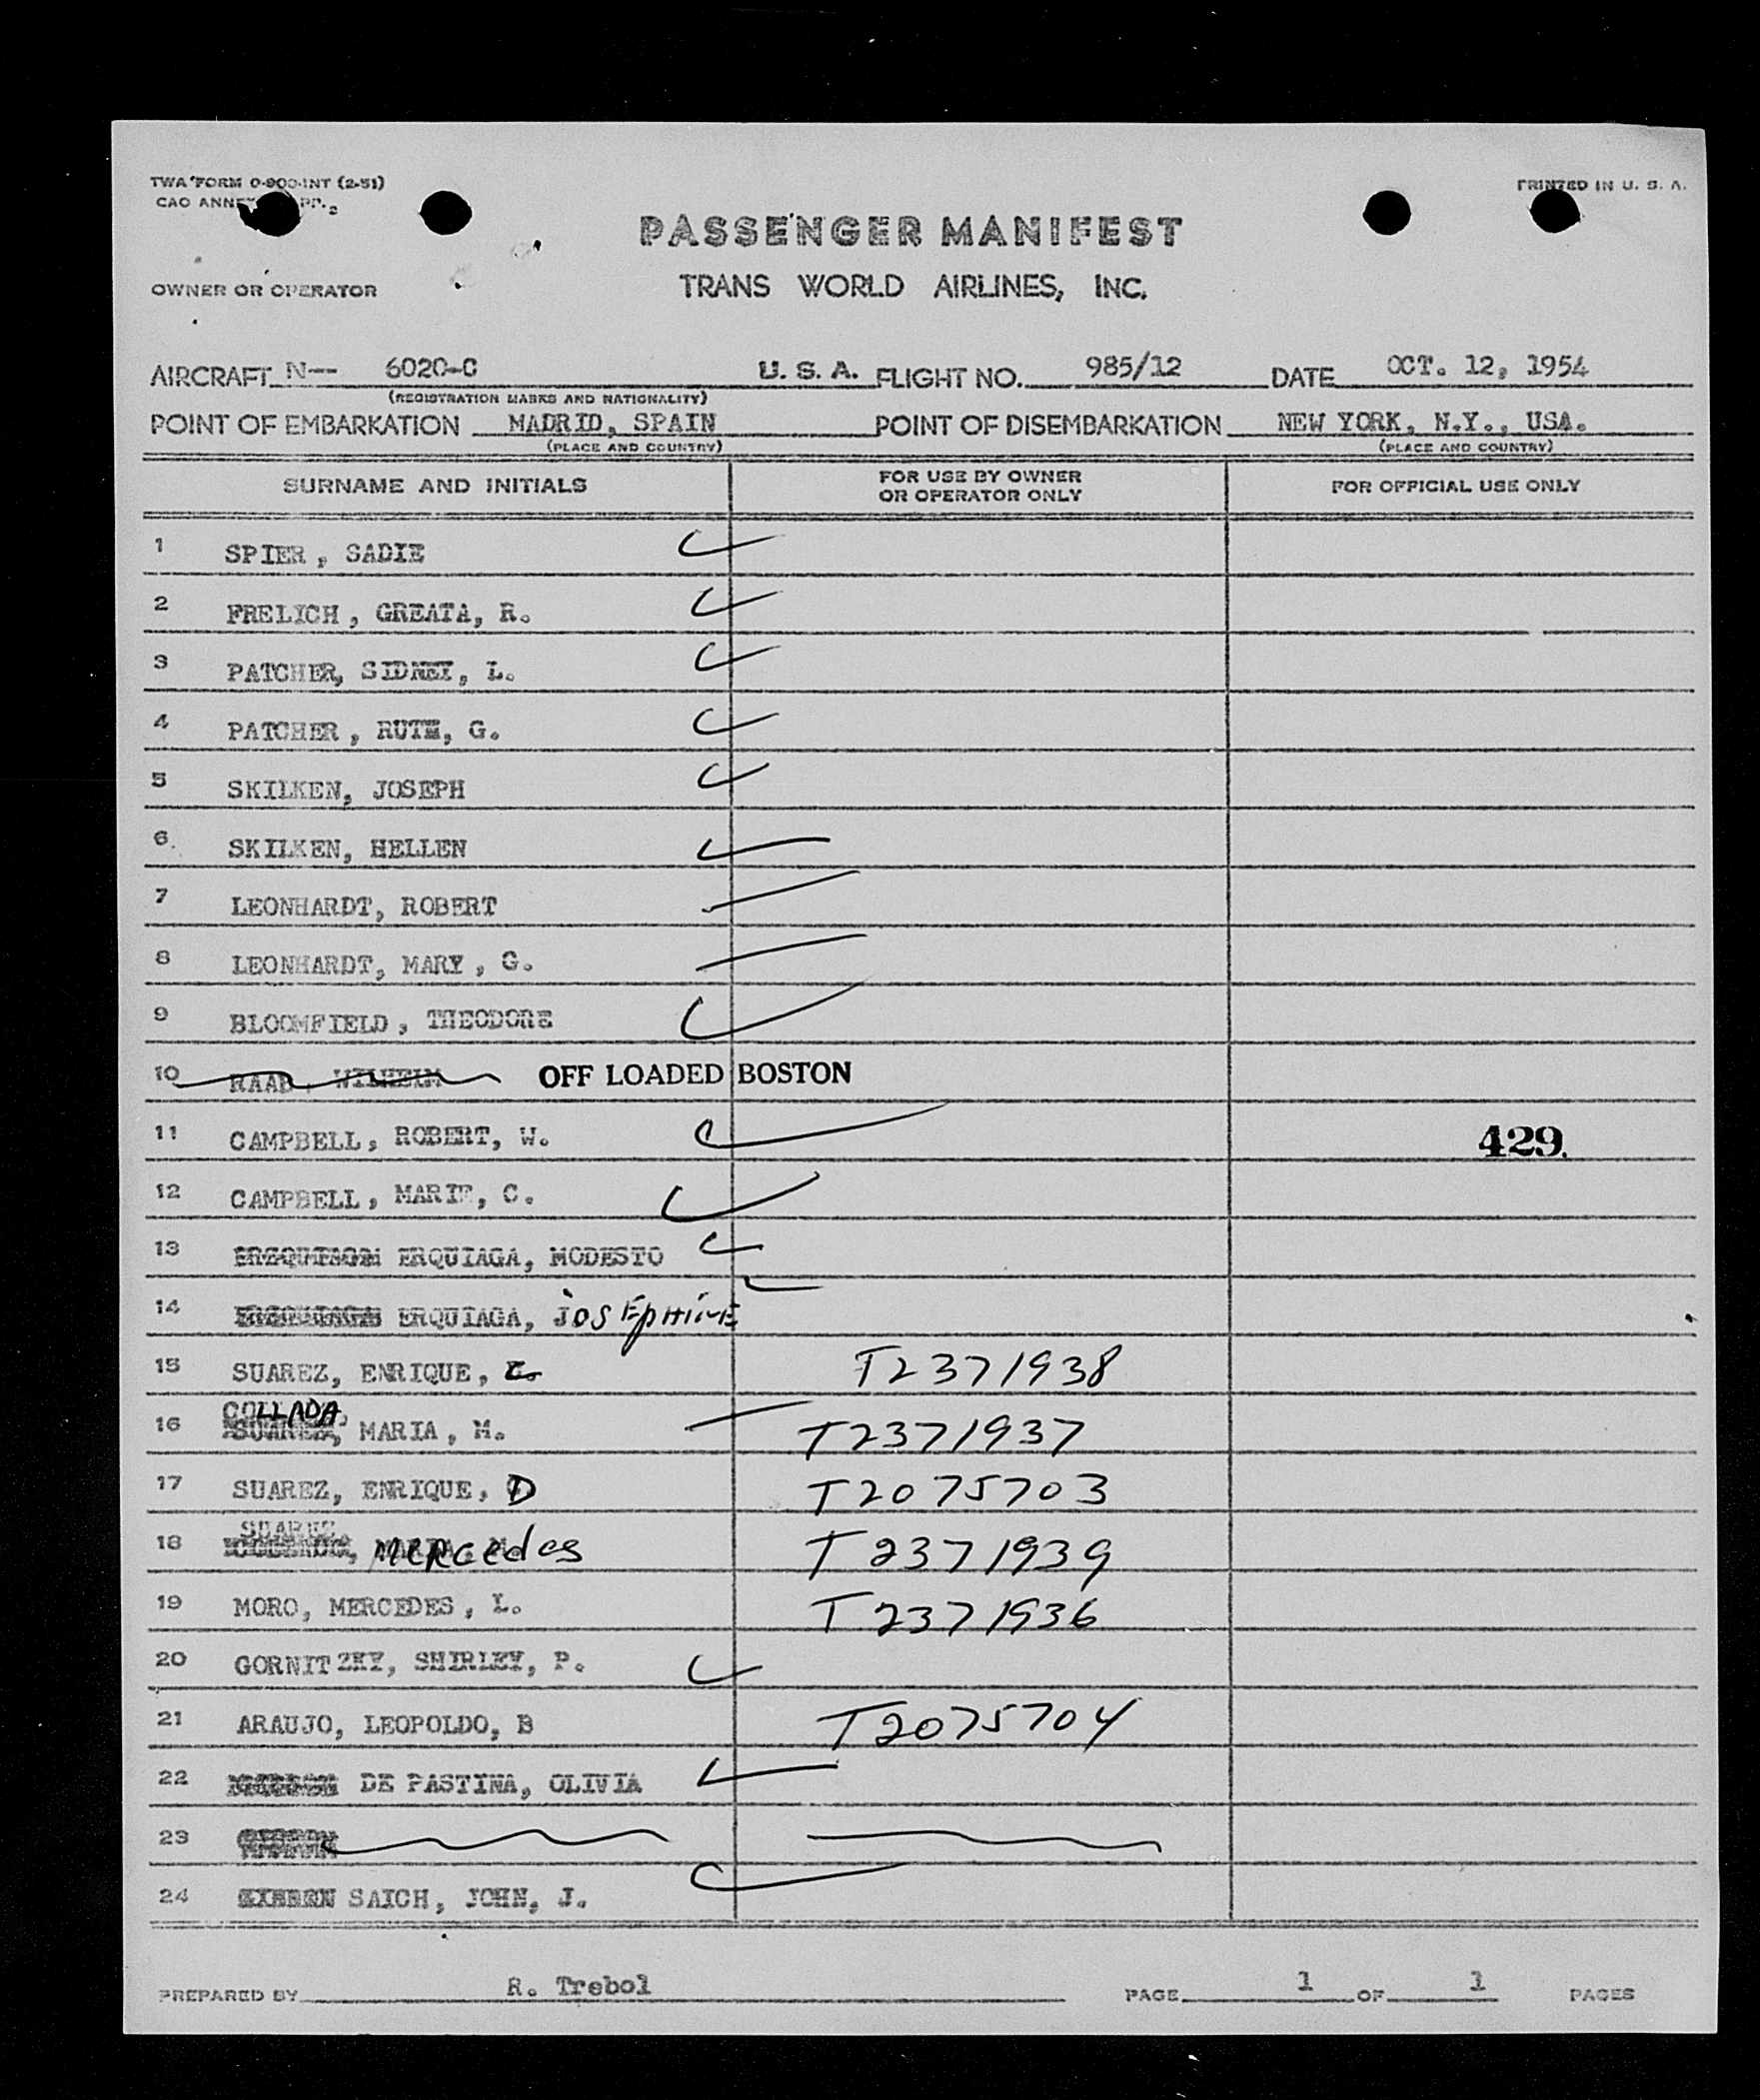 TWA FORM 0-900-INT (2-51)
PRINTED IN U. S. A.
PASSENGER MANIFEST
OWNER OR OPERATOR
TRANS WORLD AIRLINES, INC.
AIRCRAFT N-- 6020-C U. S. A. FLIGHT NO. 985/12 DATE OCT. 12, 1954
(REGISTRATION MARKS AND NATIONALITY)
POINT OF EMBARKATION MADRID, SPAIN POINT OF DISEMBARKATION NEW YORK, N.Y., USA.
(PLACE AND COUNTRY) (PLACE AND COUNTRY)
SURNAME AND INITIALS FOR USE BY OWNER OR OPERATOR ONLY FOR OFFICIAL USE ONLY
1 SPIER, SADIE
2 FRELICH, GREATA, R.
3 PATCHER, SIDNEY, L.
4 PATCHER, RUTH, G.
5 SKILKEN, JOSEPH
6. SKILKEN, HELLEN
7 LEONHARDT, ROBERT
8 LEONHARDT, MARY, G.
9 BLOOMFIELD, THEODORE
10 RAAB, WILHEIM OFF LOADED BOSTON
11 CAMPBELL, ROBERT, W. 429.
12 CAMPBELL, MARIE, C.
13 ERQUIAGA, MODESTO
14 ERQUIAGA, JOSEPHINE
15 SUAREZ, ENRIQUE, T2371938
COLLADA,
16 SUAREZ, MARIA, M. T2371937
17 SUAREZ, ENRIQUE, D T2075703
SUAREZ
18 Mercedes T2371939
19 MORO, MERCEDES, L. T2371936
20 GORNITZKY, SHIRLEY, P.
21 ARAUJO, LEOPOLDO, B T2075704
22 DE PASTINA, OLIVIA
23
24 SAICH, JOHN, J.
PREPARED BY R. Trebol PAGE 1 OF 1 PAGES